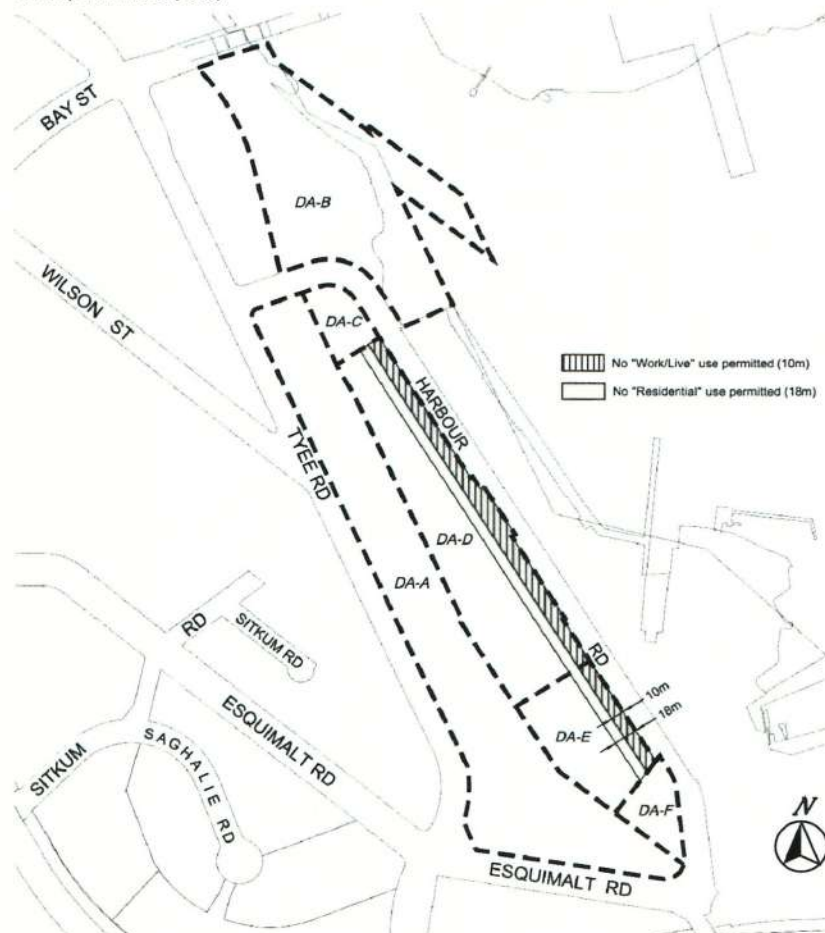 BAY ST
DA-B
WILSON ST
DA-C
No "Work/Live" use permitted (10m)
No "Residential" use permitted (18m)
HARBOUR
RD
TYEE RD
DA-D
DA-A
RD
SITKUM RD
10m
18m
ESQUIMALT RD
DA-E
SITKUM
SAGHALIE RD
DA-F
N
ESQUIMALT RD